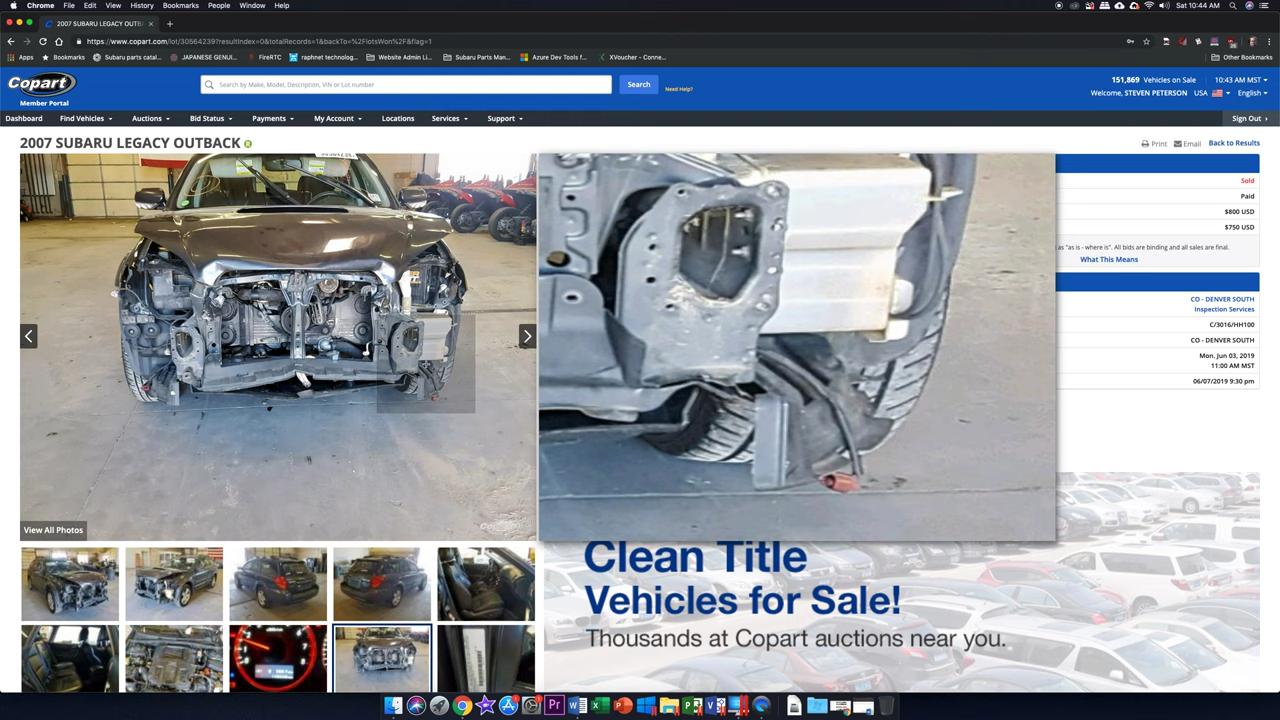 Chrome File Edit View History Bookmarks People Window Help
Sat 10:44 AM
2007 SUBARU LEGACY OUTB
https://www.copart.com/lot/30564239?resultIndex=0&totalRecords=1&backTo=%2FlotsWon%2F&flag=1
Apps Bookmarks Subaru parts catal... JAPANESE GENUI... FireRTC raphnet technolog... Website Admin Li... Subaru Parts Man... Azure Dev Tools f... XVoucher - Conne... Other Bookmarks
Copart
Member Portal
Search by Make, Model, Description, VIN or Lot number
Search
Need Help?
151,869 Vehicles on Sale 10:43 AM MST
Welcome, STEVEN PETERSON USA English
Dashboard Find Vehicles Auctions Bid Status Payments My Account Locations Services Support Sign Out
2007 SUBARU LEGACY OUTBACK R
Print Email Back to Results
Sold
Paid
$800 USD
$750 USD
as "as is - where is". All bids are binding and all sales are final.
What This Means
CO - DENVER SOUTH
Inspection Services
C/3016/HH100
CO - DENVER SOUTH
Mon. Jun 03, 2019
11:00 AM MST
06/07/2019 9:30 pm
View All Photos
Copart
Clean Title
Vehicles for Sale!
Thousands at Copart auctions near you.
Pr